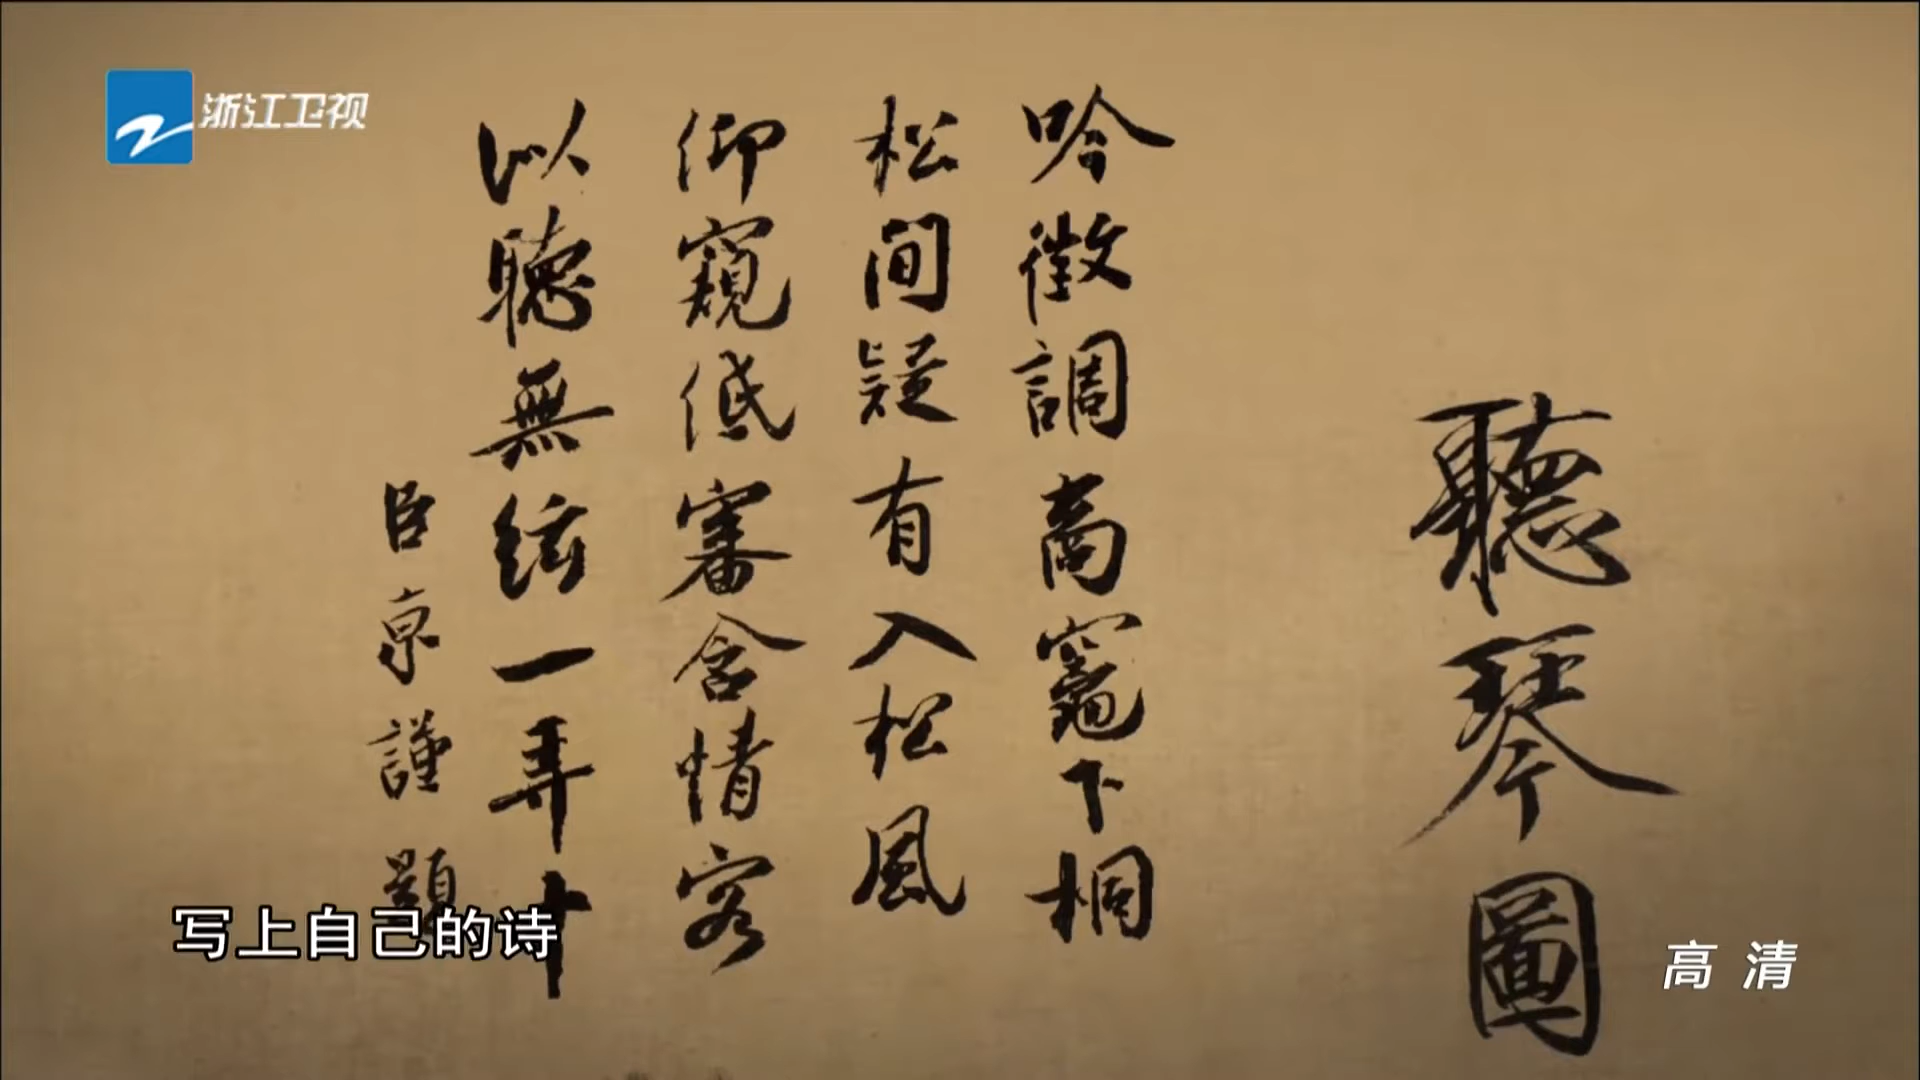 浙江卫视
聽琴圖
吟徵調商竈下桐
松間疑有入松風
仰窺低審含情客
似聽無絃一弄中
臣京謹題
写上自己的诗
高清